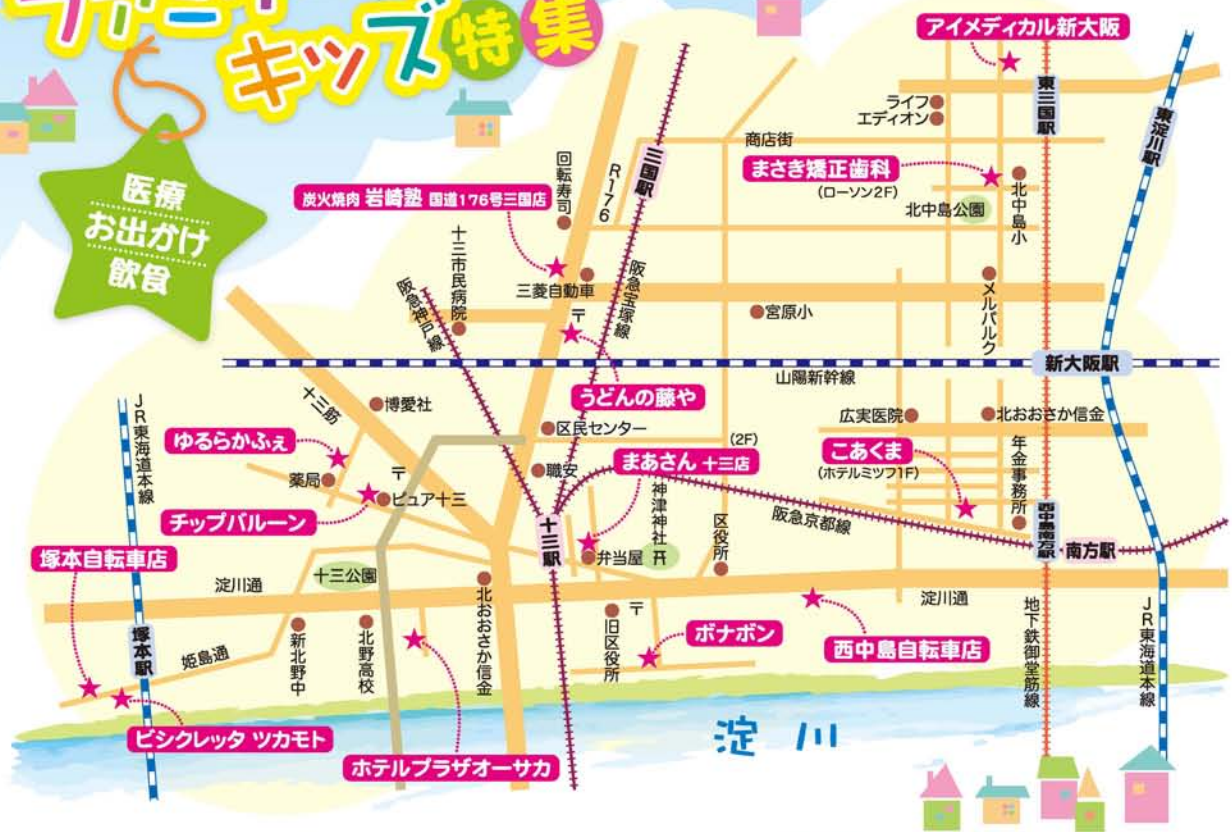 キッズ特集
医療
お出かけ
飲食
アイメディカル新大阪
ライフ
エディオン
東三国駅
東淀川駅
商店街
三国駅
R176
回転寿司
まさき矯正歯科
(ローソン2F)
北中島公園
北中島小
炭火焼肉 岩崎塾 国道176号三国店
十三市民病院
三菱自動車
阪急神戸線
阪急宝塚線
〒
宮原小
メルパルク
新大阪駅
山陽新幹線
うどんの藤や
十三筋
博愛社
JR東海道本線
ゆるらかふぇ
薬局
〒
ピュア十三
チップバルーン
区民センター
(2F)
職安
まあさん 十三店
神津神社
広実医院
北おおさか信金
こあくま
(ホテルミツフ1F)
年金事務所
阪急京都線
区役所
十三駅
弁当屋
西中島南方駅
南方駅
塚本自転車店
淀川通
十三公園
北おおさか信金
淀川通
塚本駅
姫島通
新北野中
北野高校
旧区役所
〒
ボナボン
西中島自転車店
地下鉄御堂筋線
JR東海道本線
ビシクレッタ ツカモト
ホテルプラザオーサカ
淀川